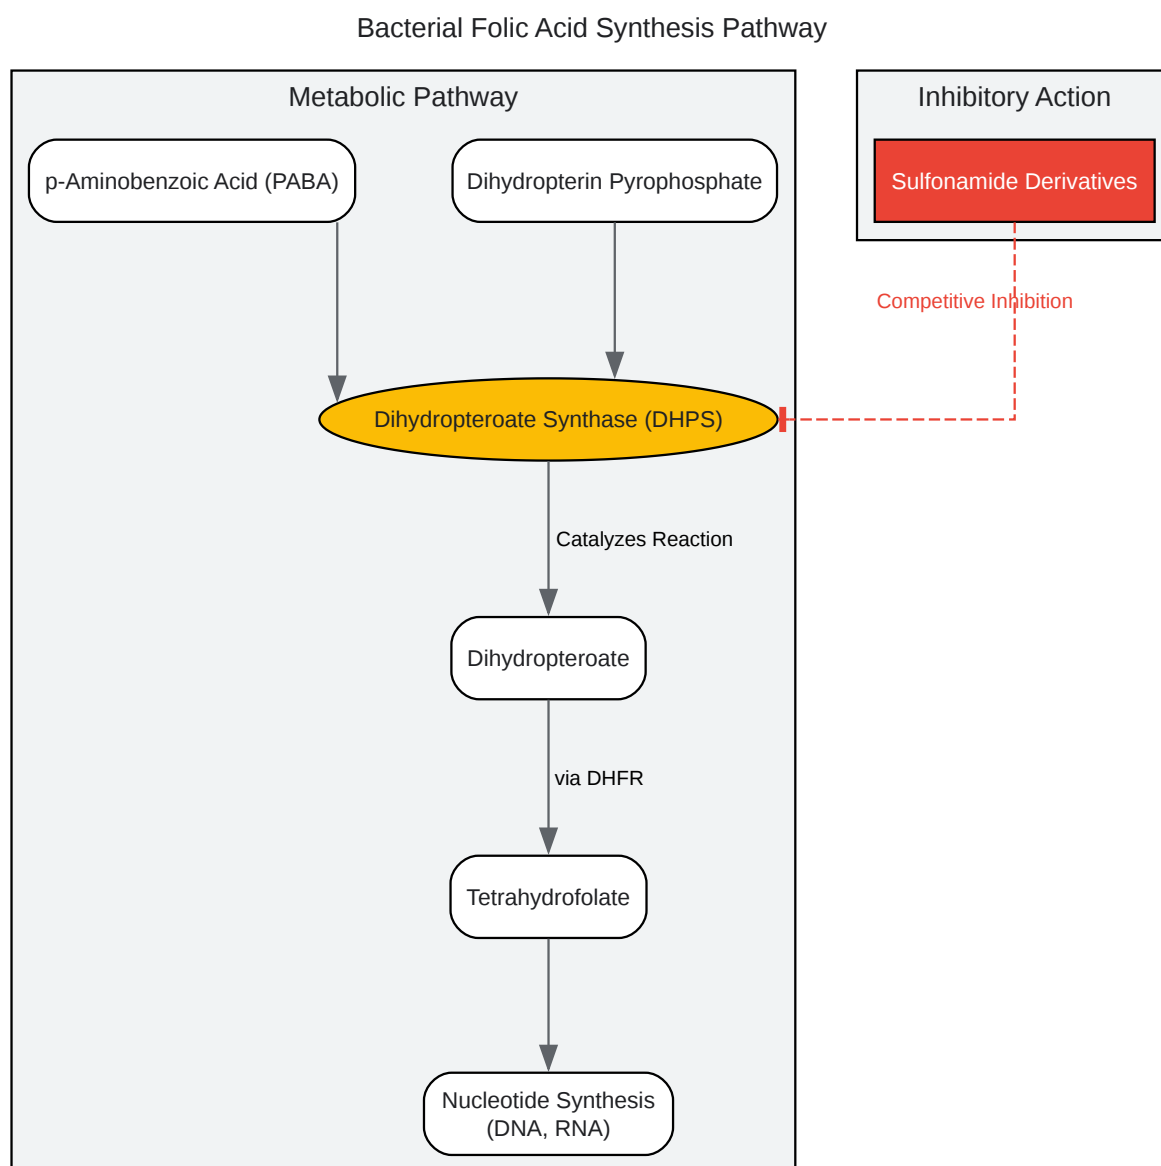 Bacterial Folic Acid Synthesis Pathway
Metabolic Pathway
Inhibitory Action
p-Aminobenzoic Acid (PABA)
Dihydropterin Pyrophosphate
Sulfonamide Derivatives
Competitive Inhibition
Dihydropteroate Synthase (DHPS)
Catalyzes Reaction
Dihydropteroate
via DHFR
Tetrahydrofolate
Nucleotide Synthesis
(DNA, RNA)